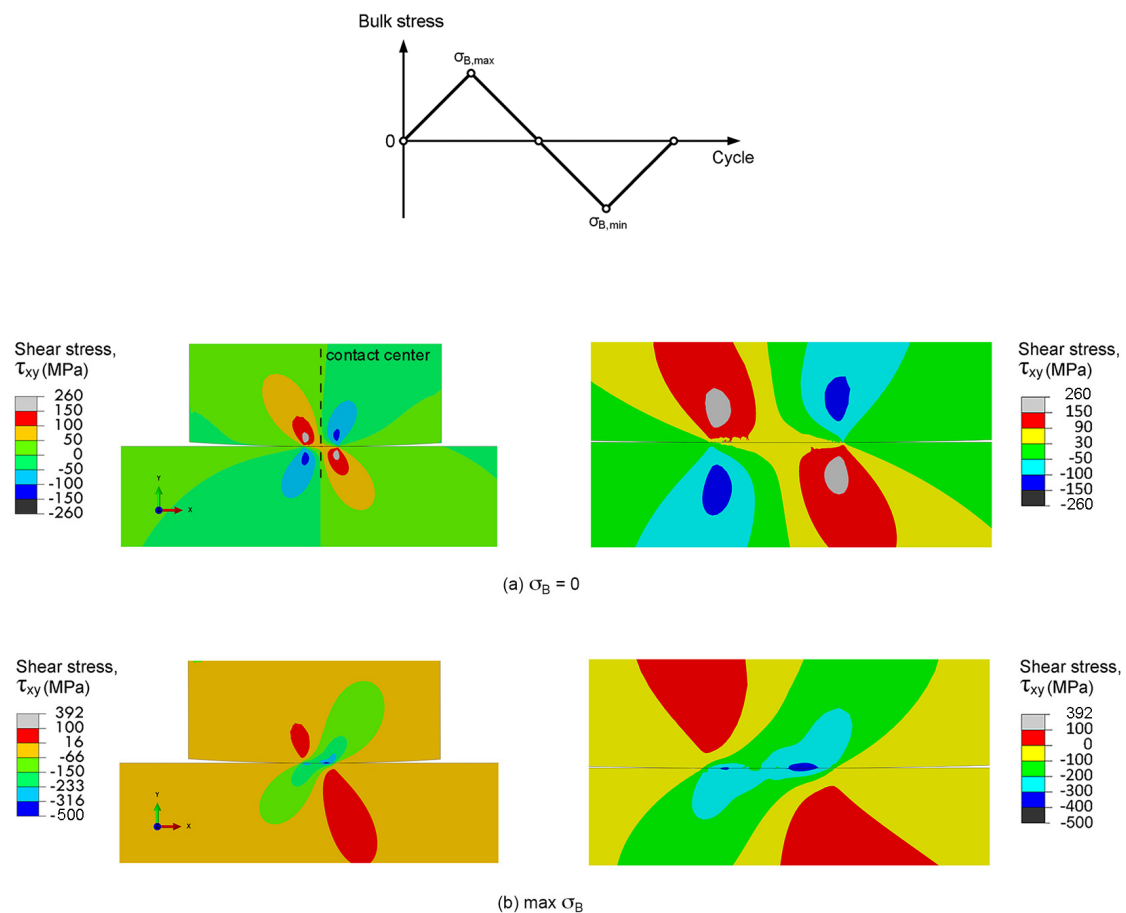 Bulk stress
σB,max
0
Cycle
σB,min
Shear stress,
τxy (MPa)
260
150
100
50
0
-50
-100
-150
-260
contact center
Y
X
Shear stress,
τxy (MPa)
260
150
90
30
-50
-100
-150
-260
(a) σB = 0
Shear stress,
τxy (MPa)
392
100
16
-66
-150
-233
-316
-500
Y
X
Shear stress,
τxy (MPa)
392
100
0
-100
-200
-300
-400
-500
(b) max σB